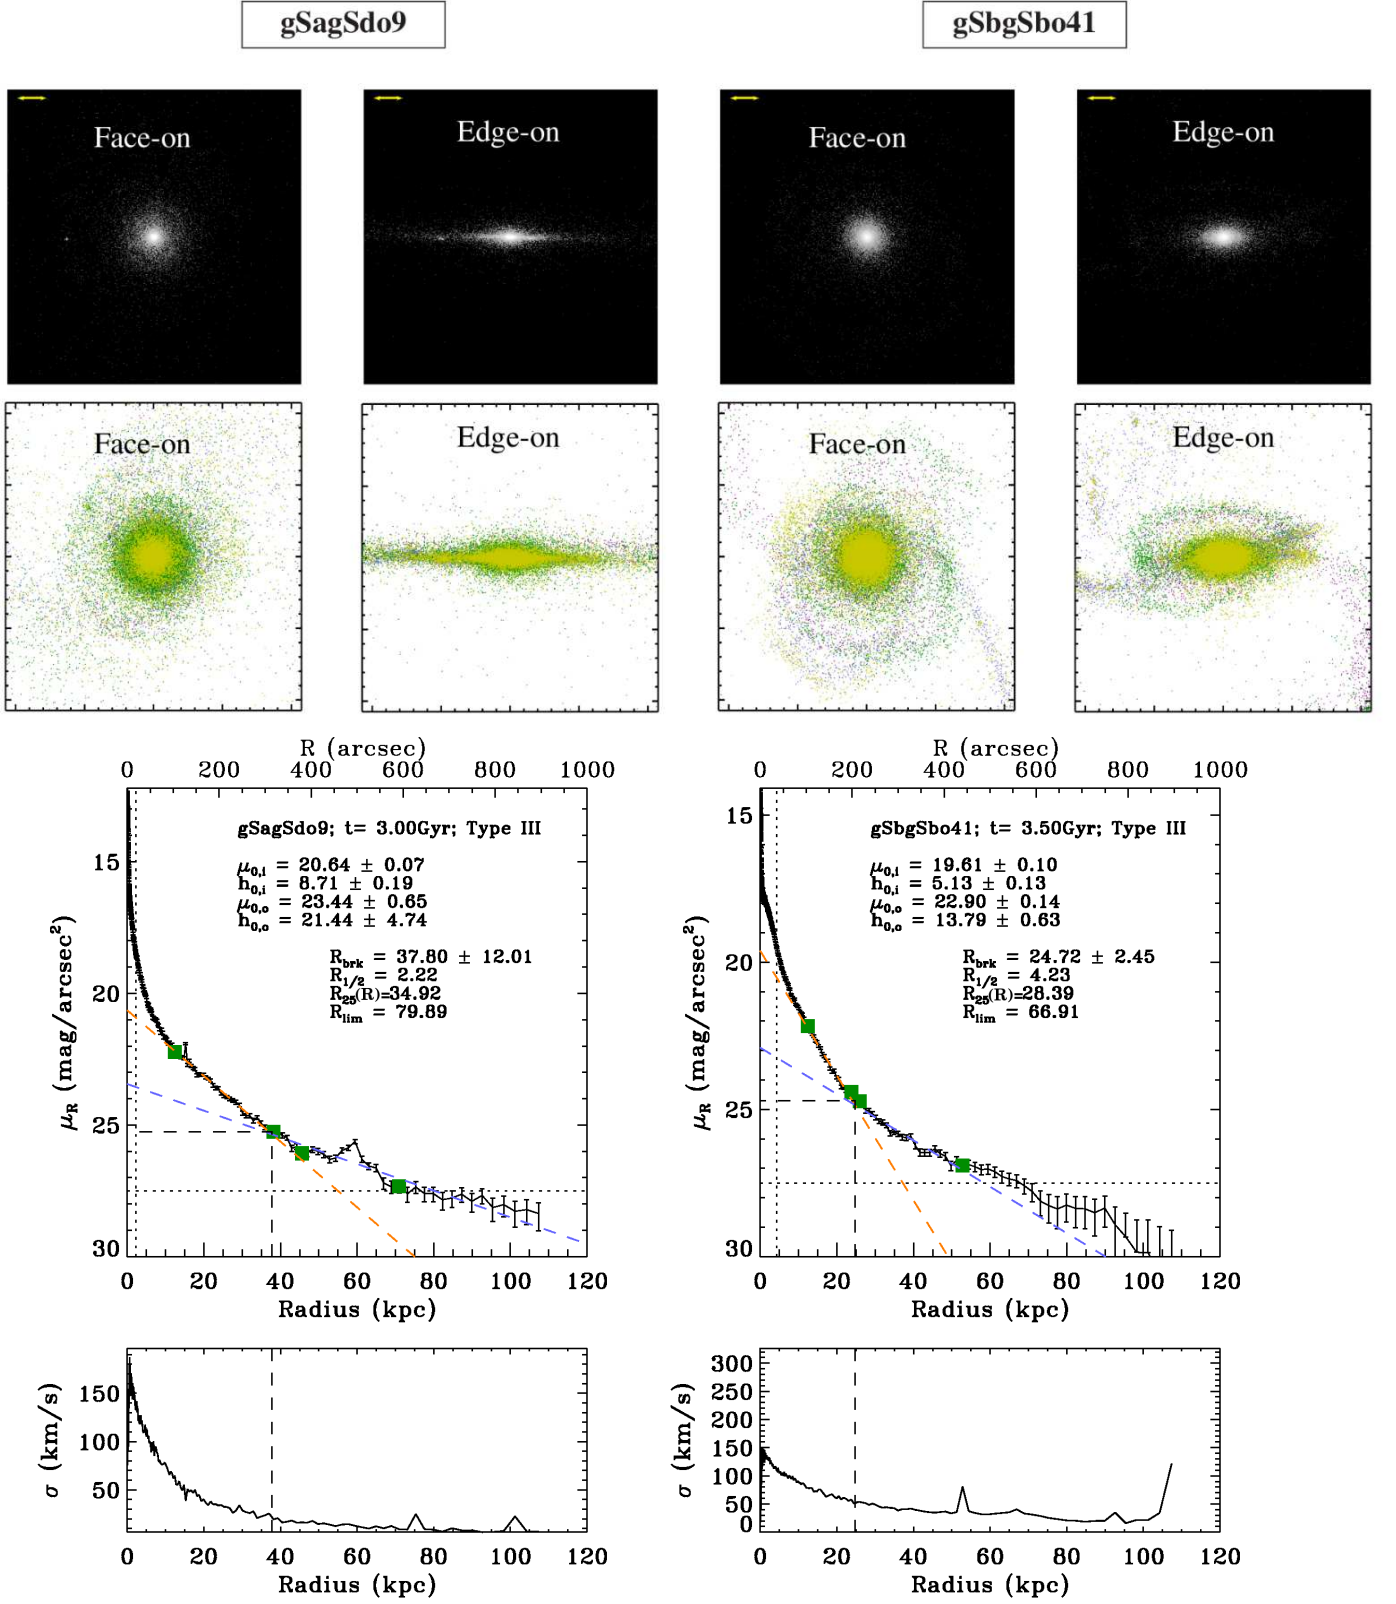 gSagSdo9 gSbgSbo41
Face-on Edge-on Face-on Edge-on
Face-on Edge-on Face-on Edge-on
R (arcsec) R (arcsec)
0 200 400 600 800 1000 0 200 400 600 800 1000
gSagSdo9; t= 3.00Gyr; Type III
μ0,i = 20.64 ± 0.07
h0,i = 8.71 ± 0.19
μ0,o = 23.44 ± 0.65
h0,o = 21.44 ± 4.74
Rbrk = 37.80 ± 12.01
R1/2 = 2.22
R25(R)=34.92
Rlim = 79.89
15
20
25
30
μR (mag/arcsec2)
0 20 40 60 80 100 120
Radius (kpc)
gSbgSbo41; t= 3.50Gyr; Type III
μ0,i = 19.61 ± 0.10
h0,i = 5.13 ± 0.13
μ0,o = 22.90 ± 0.14
h0,o = 13.79 ± 0.63
Rbrk = 24.72 ± 2.45
R1/2 = 4.23
R25(R)=28.39
Rlim = 66.91
15
20
25
30
μR (mag/arcsec2)
0 20 40 60 80 100 120
Radius (kpc)
150
100
50
σ (km/s)
0 20 40 60 80 100 120
Radius (kpc)
300
250
200
150
100
50
0
σ (km/s)
0 20 40 60 80 100 120
Radius (kpc)